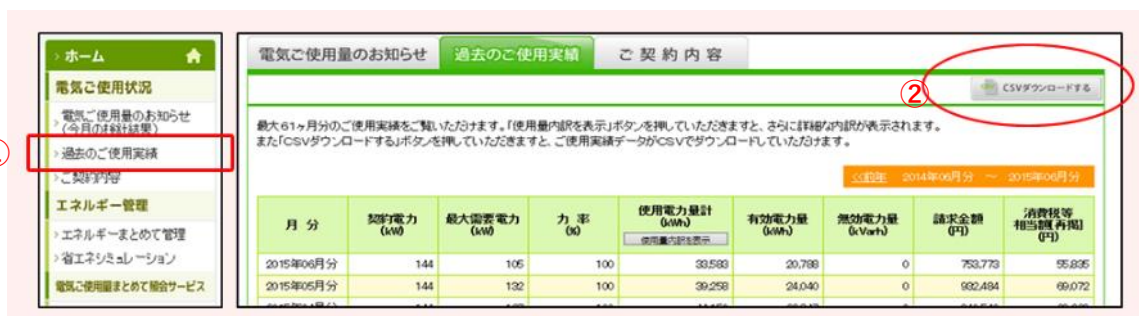 ホーム
電気ご使用状況
電気ご使用量のお知らせ
(今月の検針結果)
過去のご使用実績
ご契約内容
エネルギー管理
エネルギーまとめて管理
省エネシミュレーション
電気ご使用量まとめて照会サービス
電気ご使用量のお知らせ 過去のご使用実績 ご契約内容
②
CSVダウンロードする
最大61ヶ月分のご使用実績をご覧いただけます。「使用量内訳を表示」ボタンを押していただきますと、さらに詳細な内訳が表示されます。
また「CSVダウンロードする」ボタンを押していただきますと、ご使用実績データがCSVでダウンロードしていただけます。
<<前年 2014年06月分 ～ 2015年06月分
月分 契約電力(kW) 最大需要電力(kW) 力率(%) 使用電力量計(kWh) 使用量内訳を表示 有効電力量(kWh) 無効電力量(kVarh) 請求金額(円) 消費税等相当額[再掲](円)
2015年06月分 144 105 100 33,583 20,788 0 753,773 55,835
2015年05月分 144 132 100 39,258 24,040 0 932,484 69,072